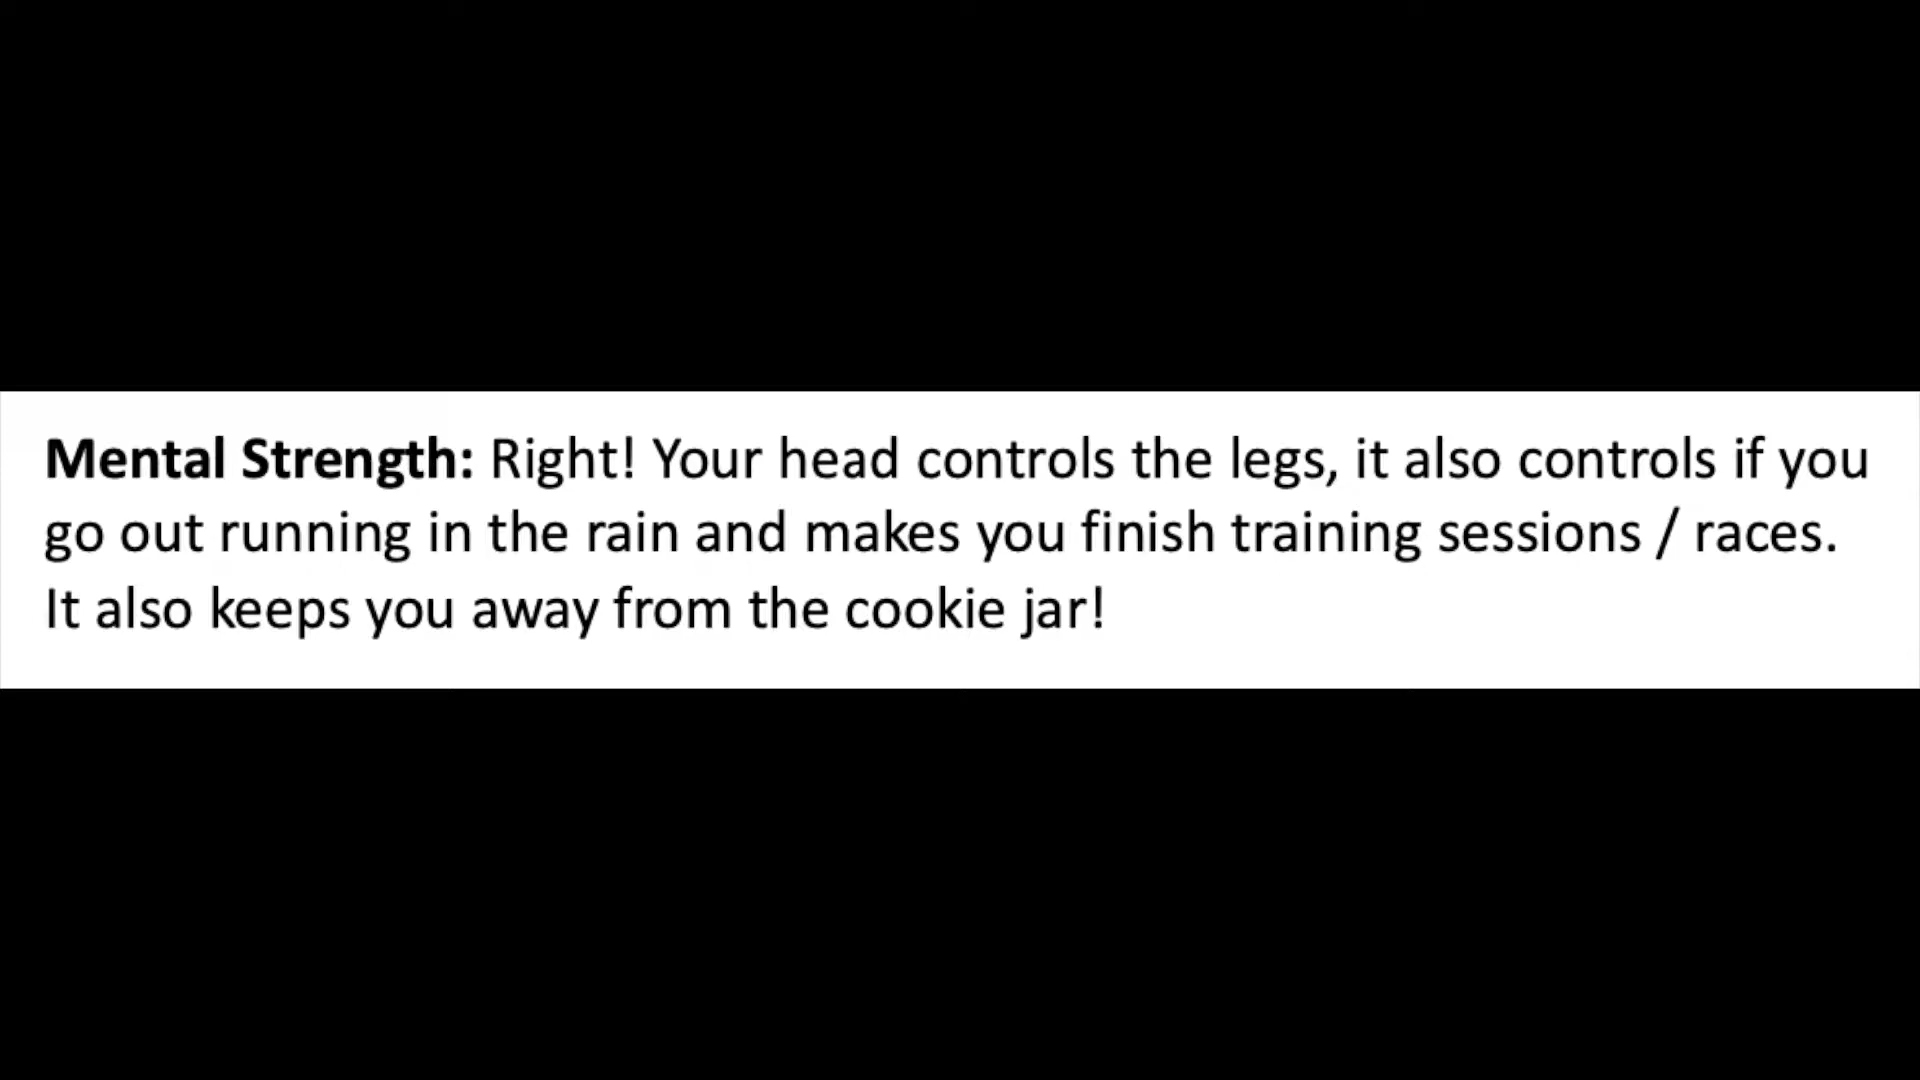 Mental Strength: Right! Your head controls the legs, it also controls if you
go out running in the rain and makes you finish training sessions / races.
It also keeps you away from the cookie jar!